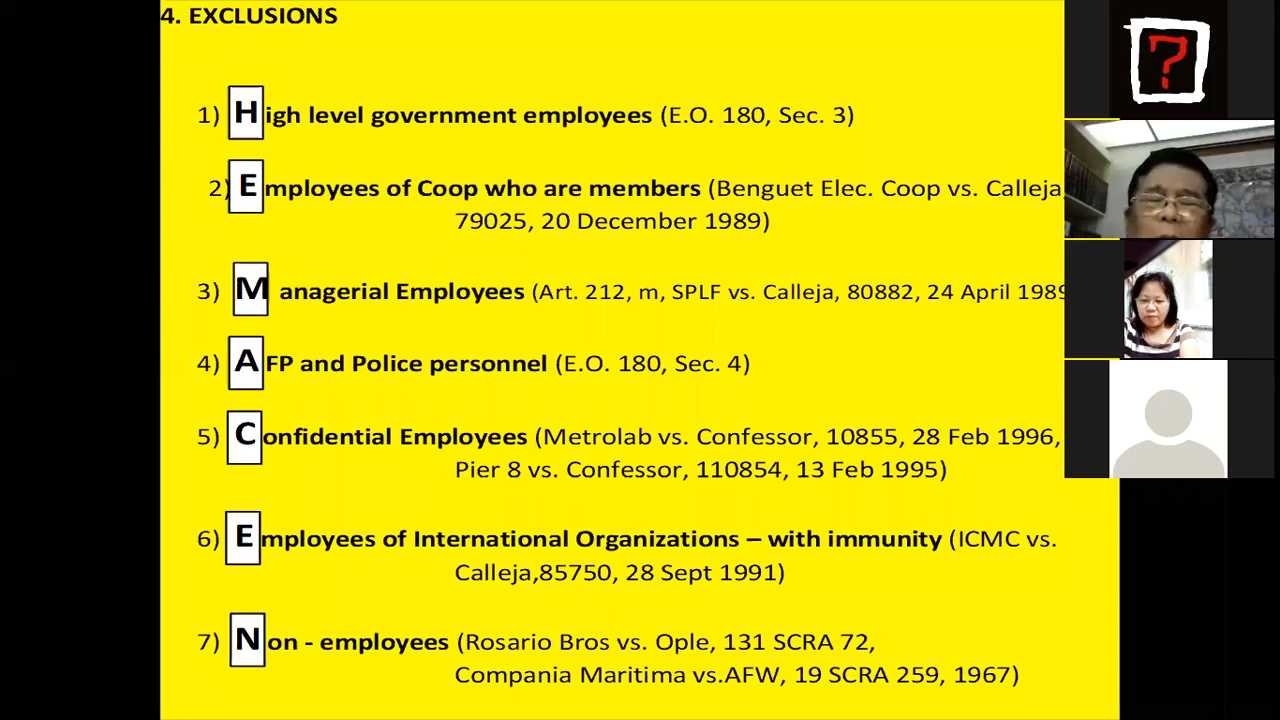 4. EXCLUSIONS
1) High level government employees (E.O. 180, Sec. 3)
2) Employees of Coop who are members (Benguet Elec. Coop vs. Calleja,
79025, 20 December 1989)
3) Managerial Employees (Art. 212, m, SPLF vs. Calleja, 80882, 24 April 1989
4) AFP and Police personnel (E.O. 180, Sec. 4)
5) Confidential Employees (Metrolab vs. Confessor, 10855, 28 Feb 1996,
Pier 8 vs. Confessor, 110854, 13 Feb 1995)
6) Employees of International Organizations – with immunity (ICMC vs.
Calleja,85750, 28 Sept 1991)
7) Non - employees (Rosario Bros vs. Ople, 131 SCRA 72,
Compania Maritima vs.AFW, 19 SCRA 259, 1967)
?